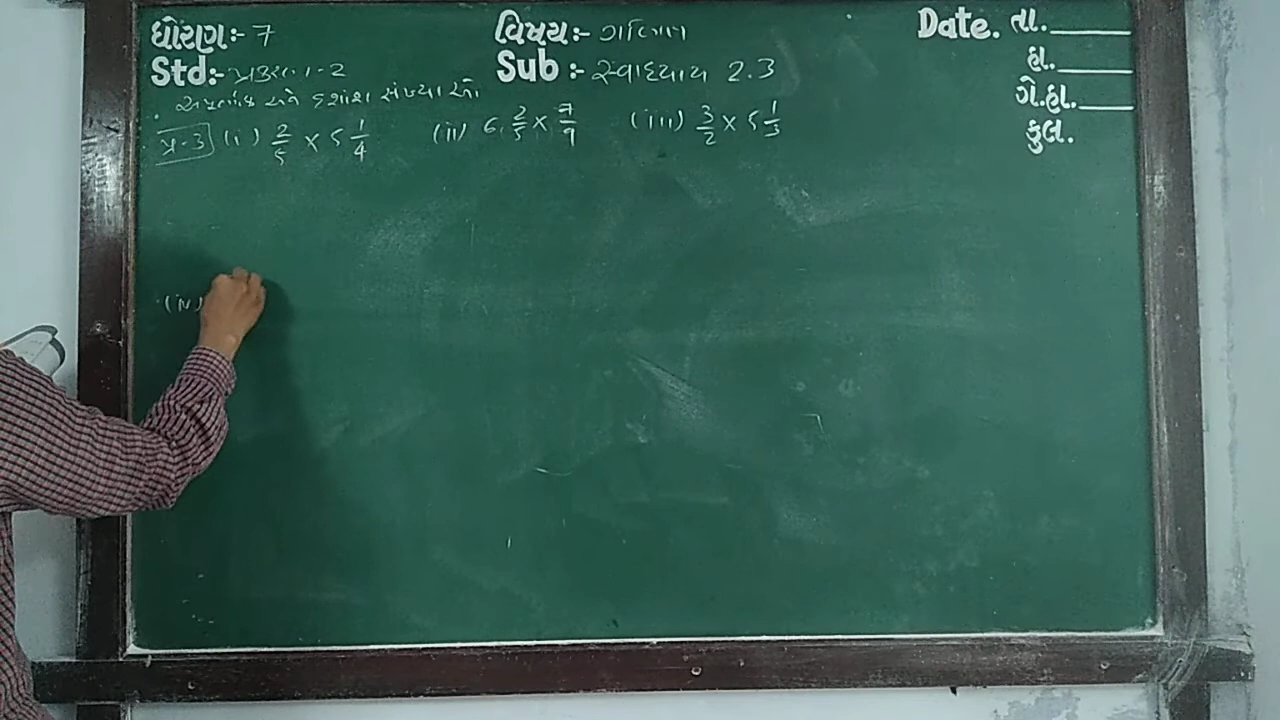 ધોરણ:- 7 વિષય:- ગણિત Date. તા.
Std:- પ્રકરણ-2 Sub :- સ્વાધ્યાય 2.3 હા.
અપૂર્ણાંક અને દશાંશ સંખ્યાઓ ગે.હા.
પ્ર-3 (i) 2/5 × 5 1/4 (ii) 6 2/5 × 7/9 (iii) 3/2 × 5 1/3 કુલ.
(iv)